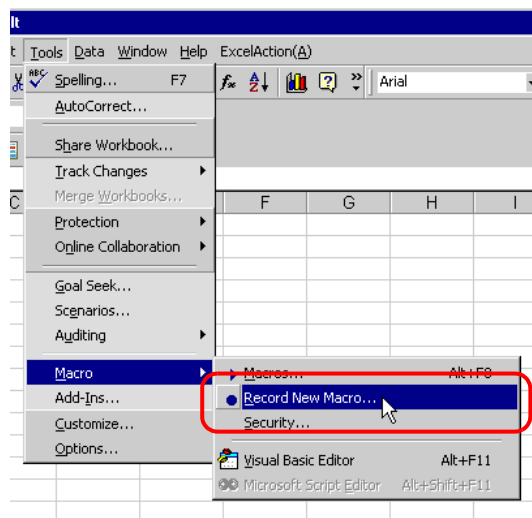 lt
t Tools Data Window Help ExcelAction(A)
ABC Spelling... F7 Arial
AutoCorrect...
Share Workbook...
Track Changes
Merge Workbooks...
C F G H I
Protection
Online Collaboration
Goal Seek...
Scenarios...
Auditing
Macro Macros... Alt+F8
Add-Ins... Record New Macro...
Customize... Security...
Options... Visual Basic Editor Alt+F11
Microsoft Script Editor Alt+Shift+F11